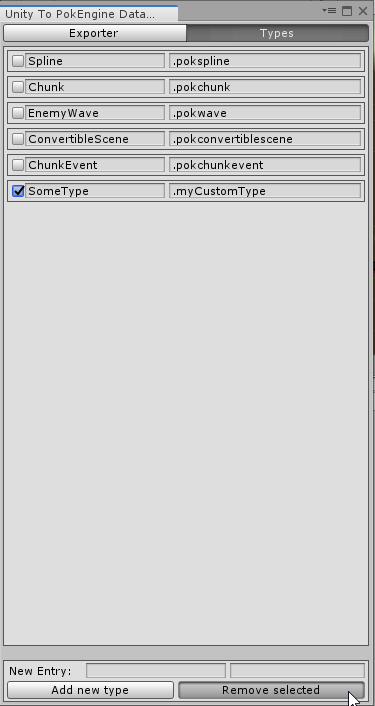 Unity To PokEngine Data...
Exporter Types
Spline .pokspline
Chunk .pokchunk
EnemyWave .pokwave
ConvertibleScene .pokconvertiblescene
ChunkEvent .pokchunkevent
SomeType .myCustomType
New Entry:
Add new type Remove selected